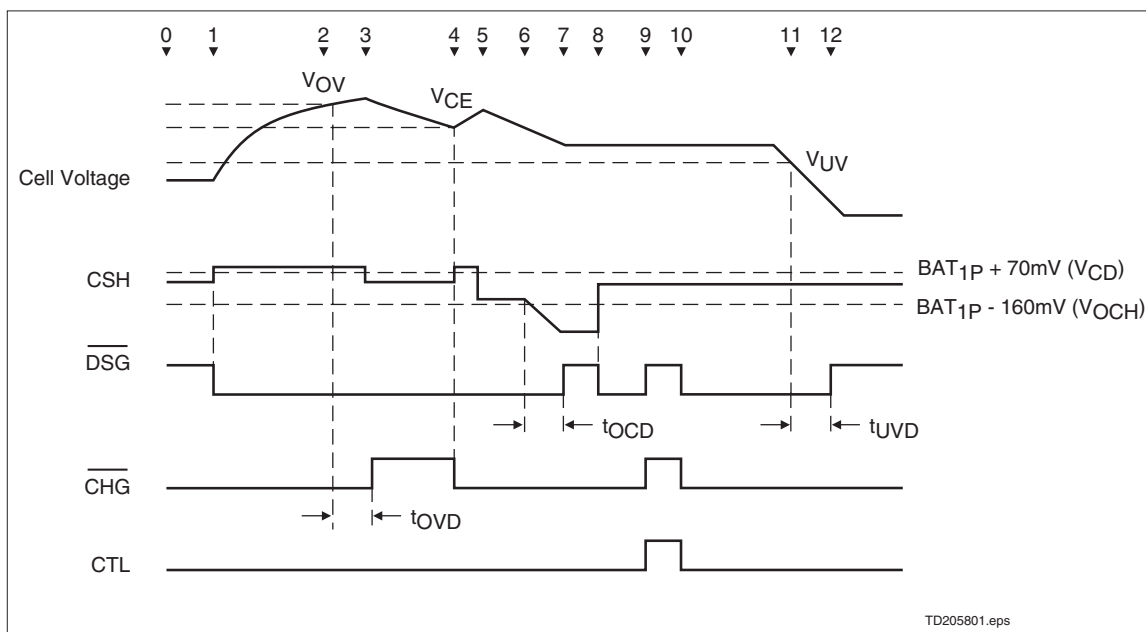 0 1 2 3 4 5 6 7 8 9 10 11 12
VOV
VCE
VUV
Cell Voltage
CSH
BAT1P + 70mV (VCD)
BAT1P - 160mV (VOCH)
DSG
tOCD
tUVD
CHG
tOVD
CTL
TD205801.eps